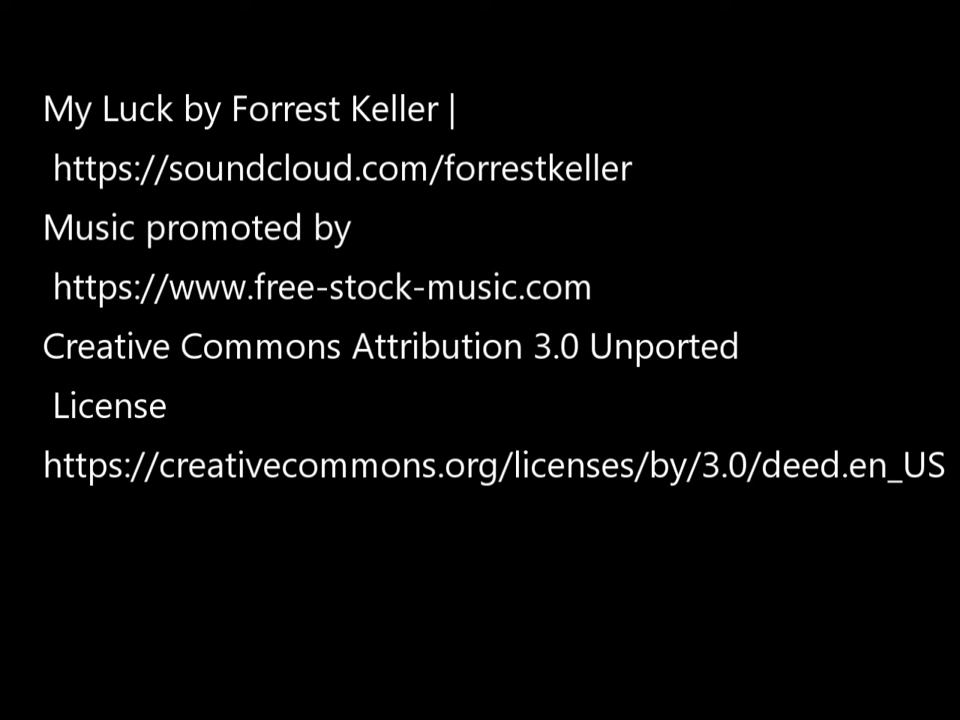 My Luck by Forrest Keller |
https://soundcloud.com/forrestkeller
Music promoted by
https://www.free-stock-music.com
Creative Commons Attribution 3.0 Unported
License
https://creativecommons.org/licenses/by/3.0/deed.en_US